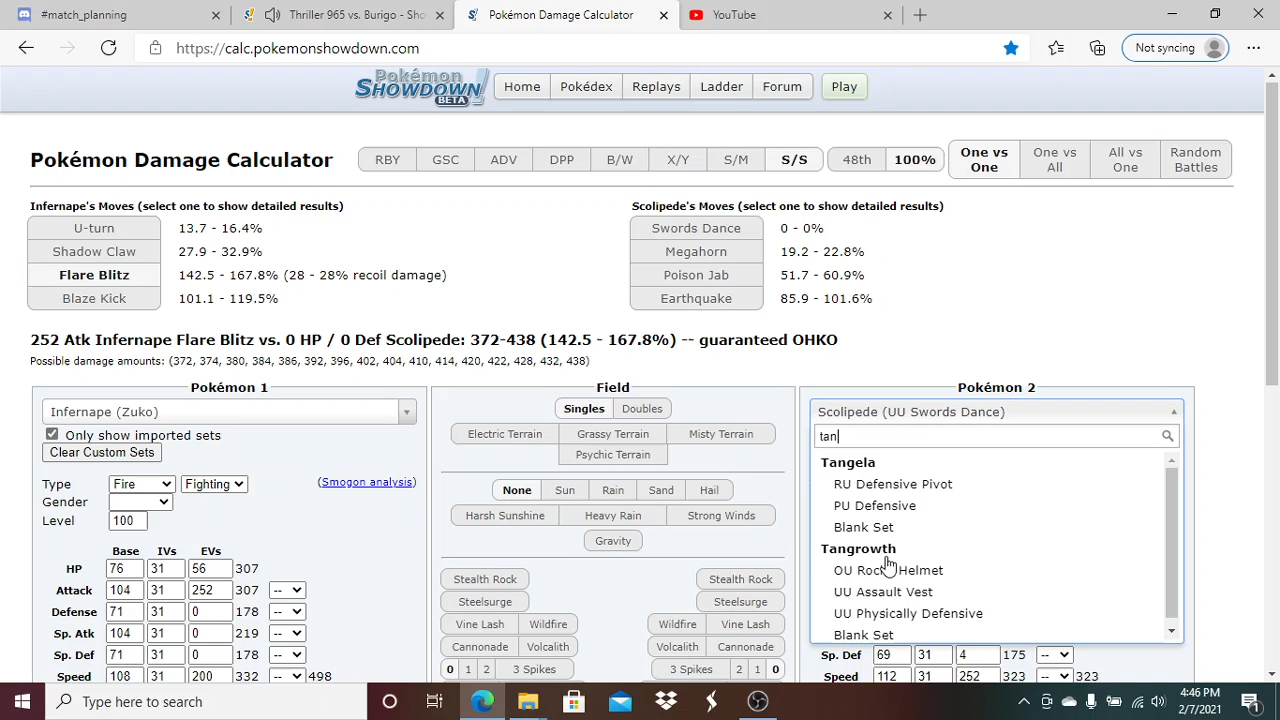 #match_planning
Thriller 965 vs. Burigo - Sho
Pokémon Damage Calculator
YouTube
https://calc.pokemonshowdown.com
Not syncing
POKÉMON SHOWDOWN! BETA
Home
Pokédex
Replays
Ladder
Forum
Play
Pokémon Damage Calculator
RBY
GSC
ADV
DPP
B/W
X/Y
S/M
S/S
48th
100%
One vs One
One vs All
All vs One
Random Battles
Infernape's Moves (select one to show detailed results)
U-turn 13.7 - 16.4%
Shadow Claw 27.9 - 32.9%
Flare Blitz 142.5 - 167.8% (28 - 28% recoil damage)
Blaze Kick 101.1 - 119.5%
Scolipede's Moves (select one to show detailed results)
Swords Dance 0 - 0%
Megahorn 19.2 - 22.8%
Poison Jab 51.7 - 60.9%
Earthquake 85.9 - 101.6%
252 Atk Infernape Flare Blitz vs. 0 HP / 0 Def Scolipede: 372-438 (142.5 - 167.8%) -- guaranteed OHKO
Possible damage amounts: (372, 374, 380, 384, 386, 392, 396, 402, 404, 410, 414, 420, 422, 428, 432, 438)
Pokémon 1
Infernape (Zuko)
Only show imported sets
Clear Custom Sets
Type Fire Fighting (Smogon analysis)
Gender
Level 100
Base IVs EVs
HP 76 31 56 307
Attack 104 31 252 307 --
Defense 71 31 0 178 --
Sp. Atk 104 31 0 219 --
Sp. Def 71 31 0 178 --
Speed 108 31 200 332 -- 498
Field
Singles Doubles
Electric Terrain Grassy Terrain Misty Terrain
Psychic Terrain
None Sun Rain Sand Hail
Harsh Sunshine Heavy Rain Strong Winds
Gravity
Stealth Rock Stealth Rock
Steelsurge Steelsurge
Vine Lash Wildfire Wildfire Vine Lash
Cannonade Volcalith Volcalith Cannonade
0 1 2 3 Spikes 3 Spikes 2 1 0
Pokémon 2
Scolipede (UU Swords Dance)
tan
Tangela
RU Defensive Pivot
PU Defensive
Blank Set
Tangrowth
OU Rocky Helmet
UU Assault Vest
UU Physically Defensive
Blank Set
Sp. Def 69 31 4 175 --
Speed 112 31 252 323 -- 323
Type here to search
4:46 PM
2/7/2021
1